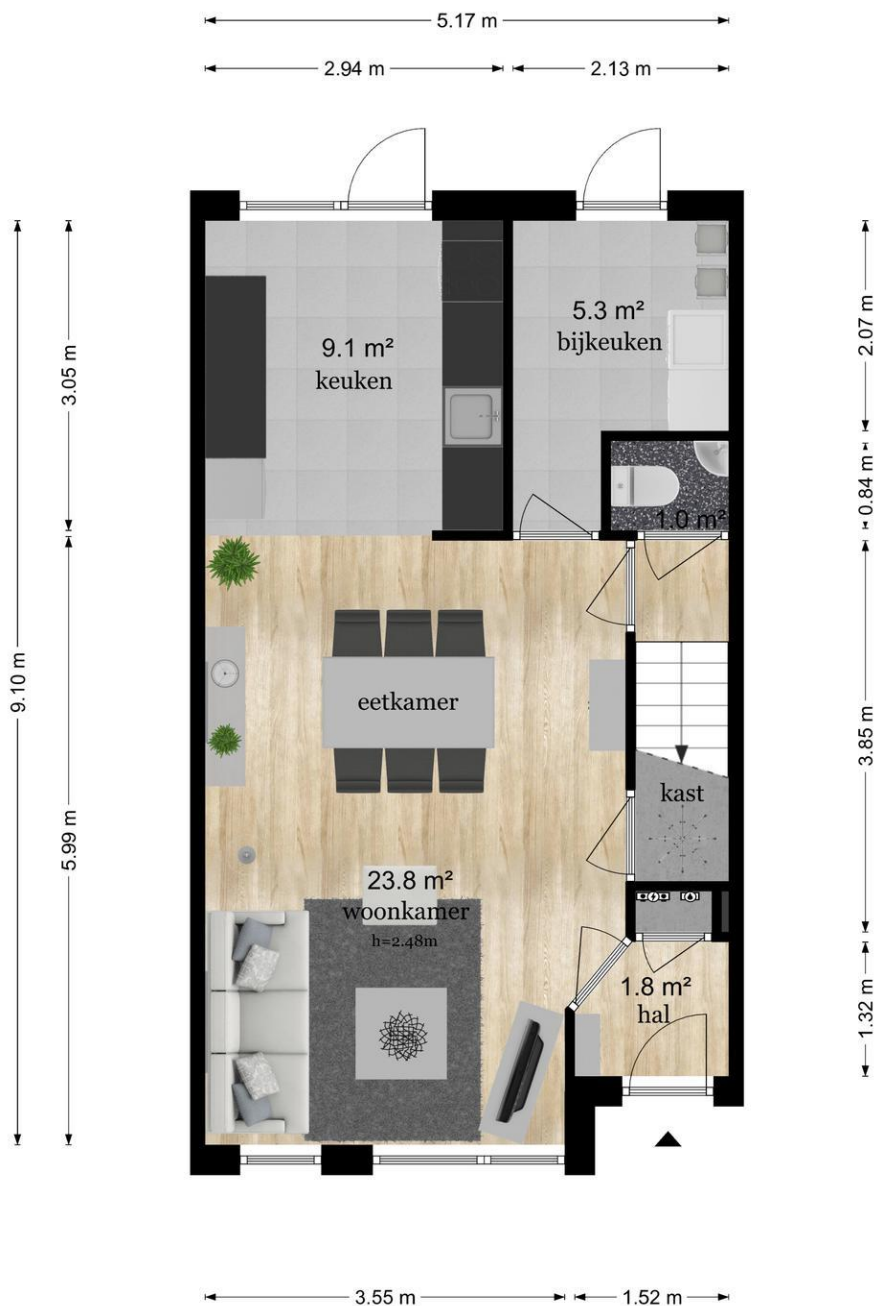 5.17 m
2.94 m
2.13 m
5.3 m²
bijkeuken
9.1 m²
keuken
3.05 m
2.07 m
0.84 m
1.0 m²
eetkamer
9.10 m
3.85 m
kast
5.99 m
23.8 m²
woonkamer
h=2.48m
1.8 m²
hal
1.32 m
3.55 m
1.52 m